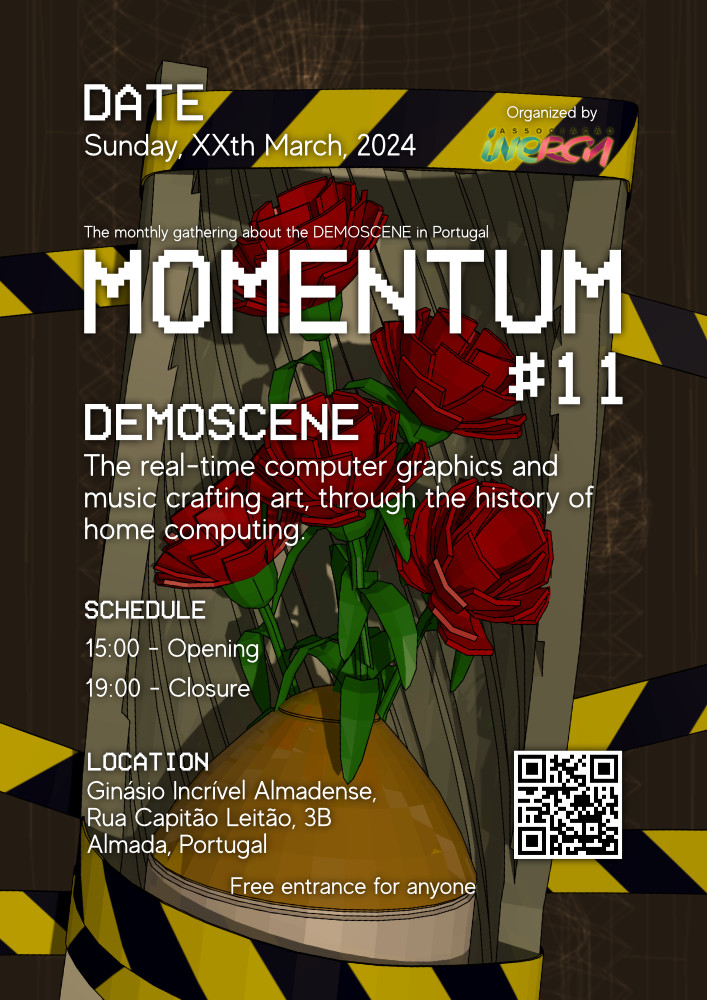 DATE
Sunday, XXth March, 2024
Organized by
ASSOCIAÇÃO
INERCIA
The monthly gathering about the DEMOSCENE in Portugal
MOMENTUM
#11
DEMOSCENE
The real-time computer graphics and
music crafting art, through the history of
home computing.
SCHEDULE
15:00 - Opening
19:00 - Closure
LOCATION
Ginásio Incrível Almadense,
Rua Capitão Leitão, 3B
Almada, Portugal
Free entrance for anyone